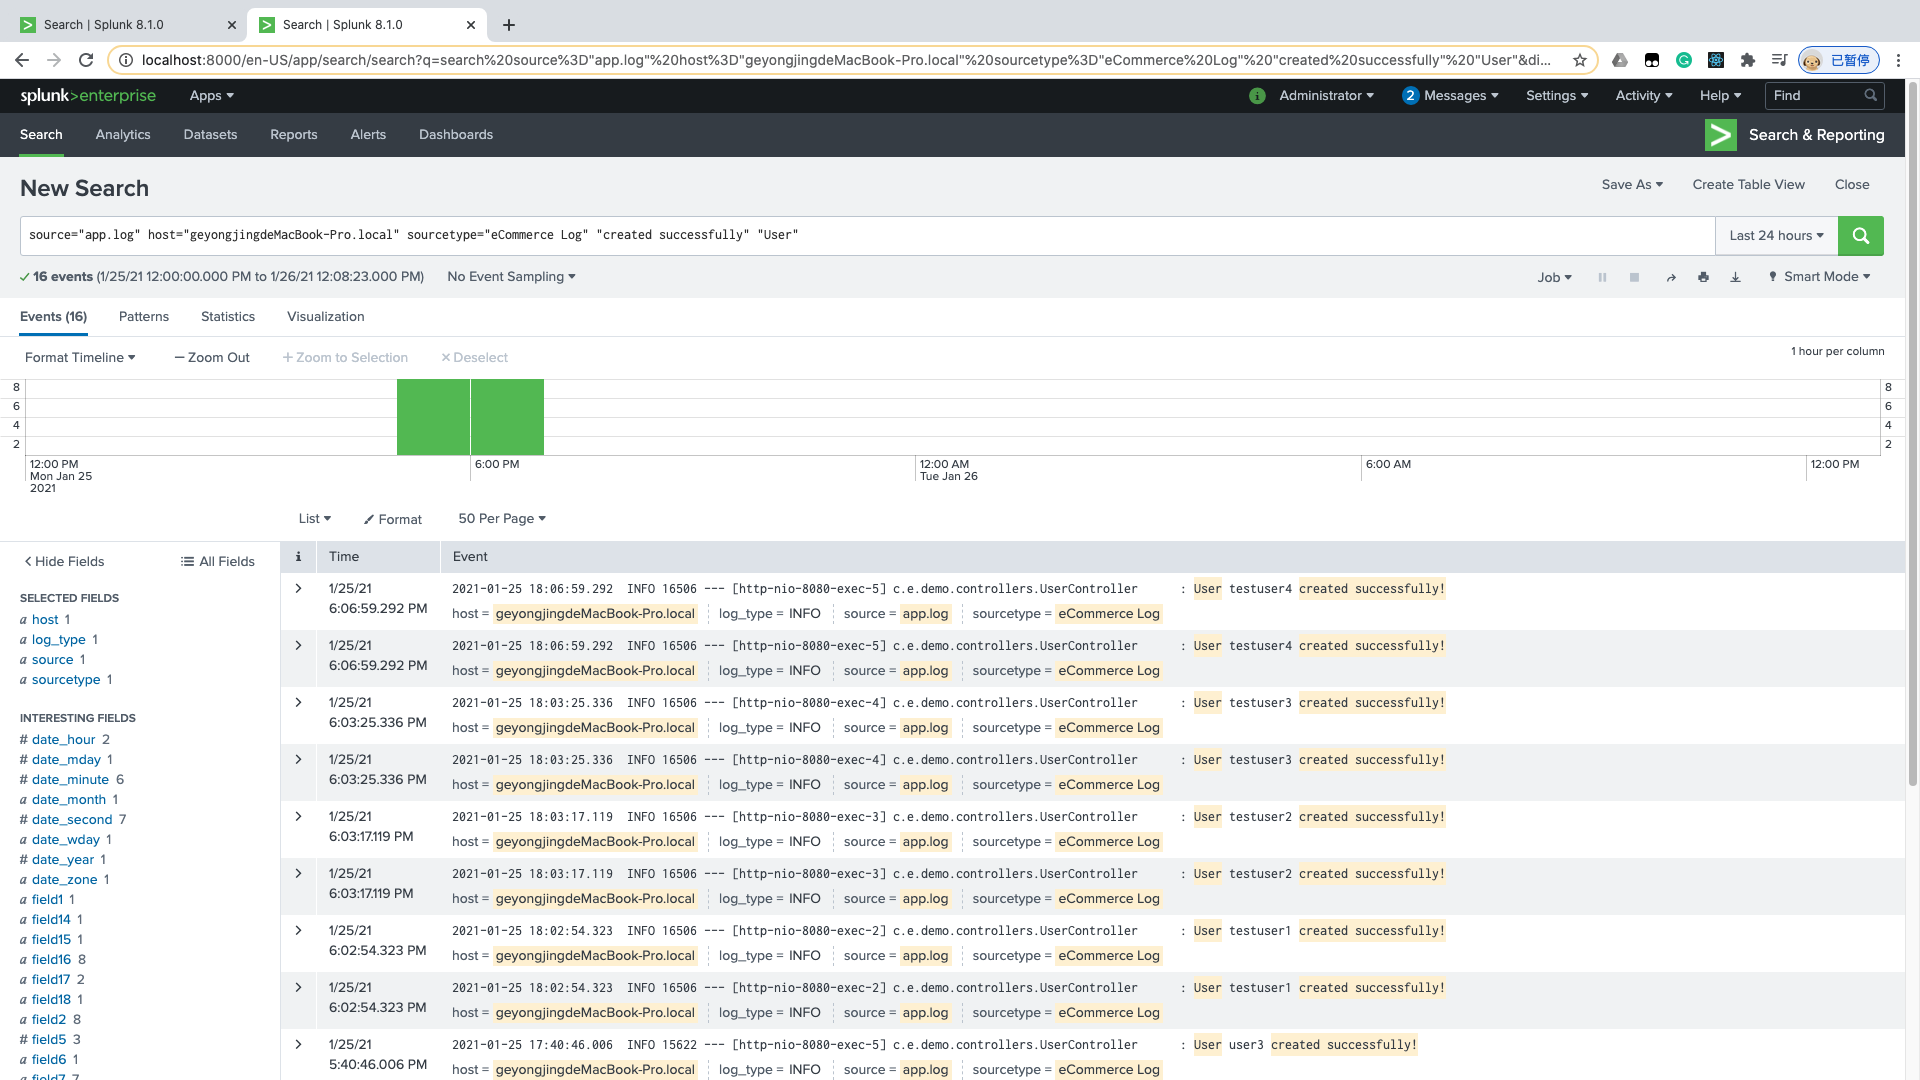 Search | Splunk 8.1.0
Search | Splunk 8.1.0
localhost:8000/en-US/app/search/search?q=search%20source%3D"app.log"%20host%3D"geyongjingdeMacBook-Pro.local"%20sourcetype%3D"eCommerce%20Log"%20"created%20successfully"%20"User"&di...
已暂停
splunk>enterprise Apps
Administrator 2 Messages Settings Activity Help Find
Search Analytics Datasets Reports Alerts Dashboards Search & Reporting
New Search
Save As Create Table View Close
source="app.log" host="geyongjingdeMacBook-Pro.local" sourcetype="eCommerce Log" "created successfully" "User"
Last 24 hours
16 events (1/25/21 12:00:00.000 PM to 1/26/21 12:08:23.000 PM) No Event Sampling
Job Smart Mode
Events (16) Patterns Statistics Visualization
Format Timeline — Zoom Out + Zoom to Selection × Deselect
1 hour per column
8 8
6 6
4 4
2 2
12:00 PM 6:00 PM 12:00 AM 6:00 AM 12:00 PM
Mon Jan 25 Tue Jan 26
2021
List Format 50 Per Page
Hide Fields All Fields
SELECTED FIELDS
a host 1
a log_type 1
a source 1
a sourcetype 1
INTERESTING FIELDS
# date_hour 2
# date_mday 1
# date_minute 6
a date_month 1
# date_second 7
a date_wday 1
# date_year 1
a date_zone 1
a field1 1
a field14 1
a field15 1
a field16 8
a field17 2
a field18 1
a field2 8
# field5 3
a field6 1
a field7 7
i Time Event
1/25/21 2021-01-25 18:06:59.292 INFO 16506 --- [http-nio-8080-exec-5] c.e.demo.controllers.UserController : User testuser4 created successfully!
6:06:59.292 PM host = geyongjingdeMacBook-Pro.local log_type = INFO source = app.log sourcetype = eCommerce Log
1/25/21 2021-01-25 18:06:59.292 INFO 16506 --- [http-nio-8080-exec-5] c.e.demo.controllers.UserController : User testuser4 created successfully!
6:06:59.292 PM host = geyongjingdeMacBook-Pro.local log_type = INFO source = app.log sourcetype = eCommerce Log
1/25/21 2021-01-25 18:03:25.336 INFO 16506 --- [http-nio-8080-exec-4] c.e.demo.controllers.UserController : User testuser3 created successfully!
6:03:25.336 PM host = geyongjingdeMacBook-Pro.local log_type = INFO source = app.log sourcetype = eCommerce Log
1/25/21 2021-01-25 18:03:25.336 INFO 16506 --- [http-nio-8080-exec-4] c.e.demo.controllers.UserController : User testuser3 created successfully!
6:03:25.336 PM host = geyongjingdeMacBook-Pro.local log_type = INFO source = app.log sourcetype = eCommerce Log
1/25/21 2021-01-25 18:03:17.119 INFO 16506 --- [http-nio-8080-exec-3] c.e.demo.controllers.UserController : User testuser2 created successfully!
6:03:17.119 PM host = geyongjingdeMacBook-Pro.local log_type = INFO source = app.log sourcetype = eCommerce Log
1/25/21 2021-01-25 18:03:17.119 INFO 16506 --- [http-nio-8080-exec-3] c.e.demo.controllers.UserController : User testuser2 created successfully!
6:03:17.119 PM host = geyongjingdeMacBook-Pro.local log_type = INFO source = app.log sourcetype = eCommerce Log
1/25/21 2021-01-25 18:02:54.323 INFO 16506 --- [http-nio-8080-exec-2] c.e.demo.controllers.UserController : User testuser1 created successfully!
6:02:54.323 PM host = geyongjingdeMacBook-Pro.local log_type = INFO source = app.log sourcetype = eCommerce Log
1/25/21 2021-01-25 18:02:54.323 INFO 16506 --- [http-nio-8080-exec-2] c.e.demo.controllers.UserController : User testuser1 created successfully!
6:02:54.323 PM host = geyongjingdeMacBook-Pro.local log_type = INFO source = app.log sourcetype = eCommerce Log
1/25/21 2021-01-25 17:40:46.006 INFO 15622 --- [http-nio-8080-exec-5] c.e.demo.controllers.UserController : User user3 created successfully!
5:40:46.006 PM host = geyongjingdeMacBook-Pro.local log_type = INFO source = app.log sourcetype = eCommerce Log